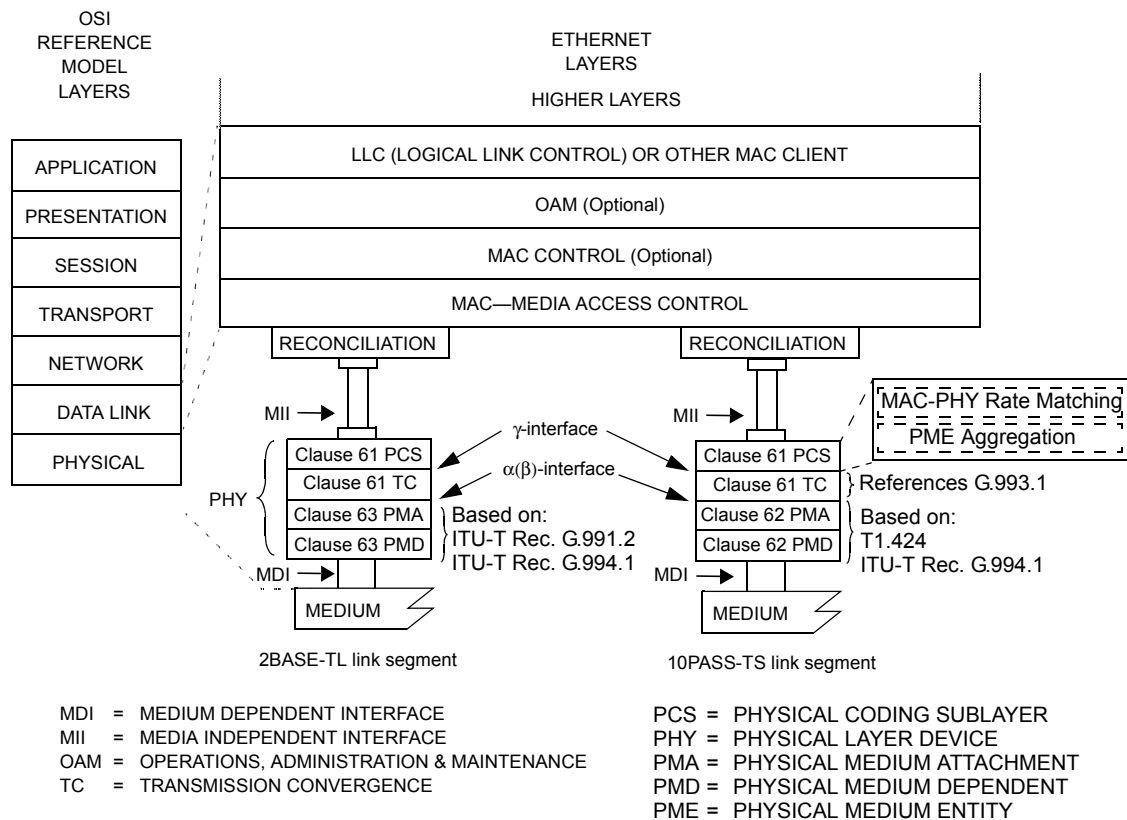 OSI
REFERENCE
MODEL
LAYERS
ETHERNET
LAYERS
HIGHER LAYERS
APPLICATION
PRESENTATION
SESSION
TRANSPORT
NETWORK
DATA LINK
PHYSICAL
LLC (LOGICAL LINK CONTROL) OR OTHER MAC CLIENT
OAM (Optional)
MAC CONTROL (Optional)
MAC—MEDIA ACCESS CONTROL
RECONCILIATION
RECONCILIATION
MII
MII
MAC-PHY Rate Matching
PME Aggregation
γ-interface
α(β)-interface
PHY
Clause 61 PCS
Clause 61 TC
Clause 63 PMA
Clause 63 PMD
Based on:
ITU-T Rec. G.991.2
ITU-T Rec. G.994.1
MDI
MEDIUM
2BASE-TL link segment
Clause 61 PCS
Clause 61 TC
Clause 62 PMA
Clause 62 PMD
References G.993.1
Based on:
T1.424
ITU-T Rec. G.994.1
MDI
MEDIUM
10PASS-TS link segment
MDI = MEDIUM DEPENDENT INTERFACE
MII = MEDIA INDEPENDENT INTERFACE
OAM = OPERATIONS, ADMINISTRATION & MAINTENANCE
TC = TRANSMISSION CONVERGENCE
PCS = PHYSICAL CODING SUBLAYER
PHY = PHYSICAL LAYER DEVICE
PMA = PHYSICAL MEDIUM ATTACHMENT
PMD = PHYSICAL MEDIUM DEPENDENT
PME = PHYSICAL MEDIUM ENTITY